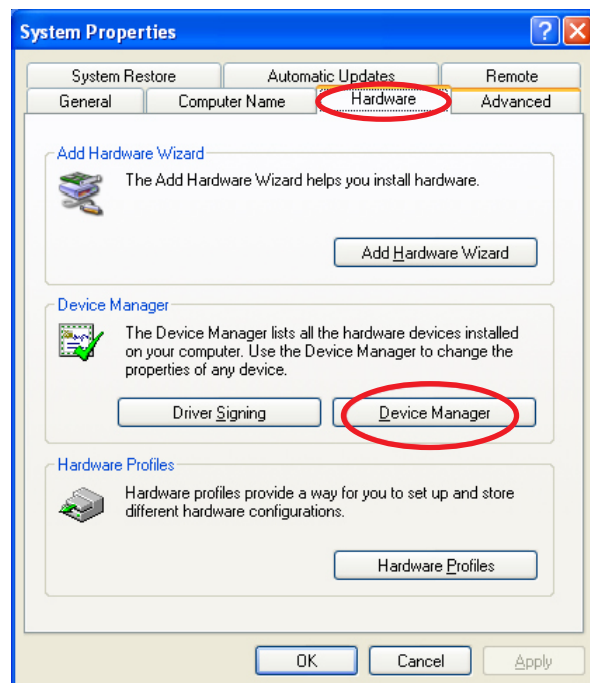 System Properties
System Restore Automatic Updates Remote
General Computer Name Hardware Advanced
Add Hardware Wizard
The Add Hardware Wizard helps you install hardware.
Add Hardware Wizard
Device Manager
The Device Manager lists all the hardware devices installed
on your computer. Use the Device Manager to change the
properties of any device.
Driver Signing Device Manager
Hardware Profiles
Hardware profiles provide a way for you to set up and store
different hardware configurations.
Hardware Profiles
OK Cancel Apply